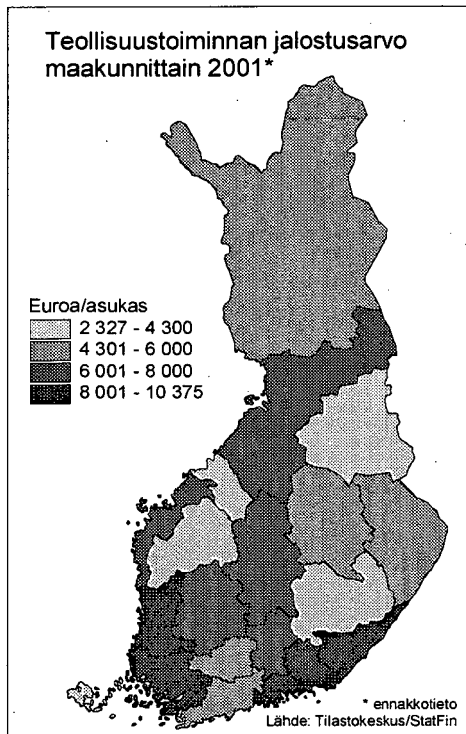 Teollisuustoiminnan jalostusarvo
maakunnittain 2001*
Euroa/asukas
2 327 - 4 300
4 301 - 6 000
6 001 - 8 000
8 001 - 10 375
* ennakkotieto
Lähde: Tilastokeskus/StatFin